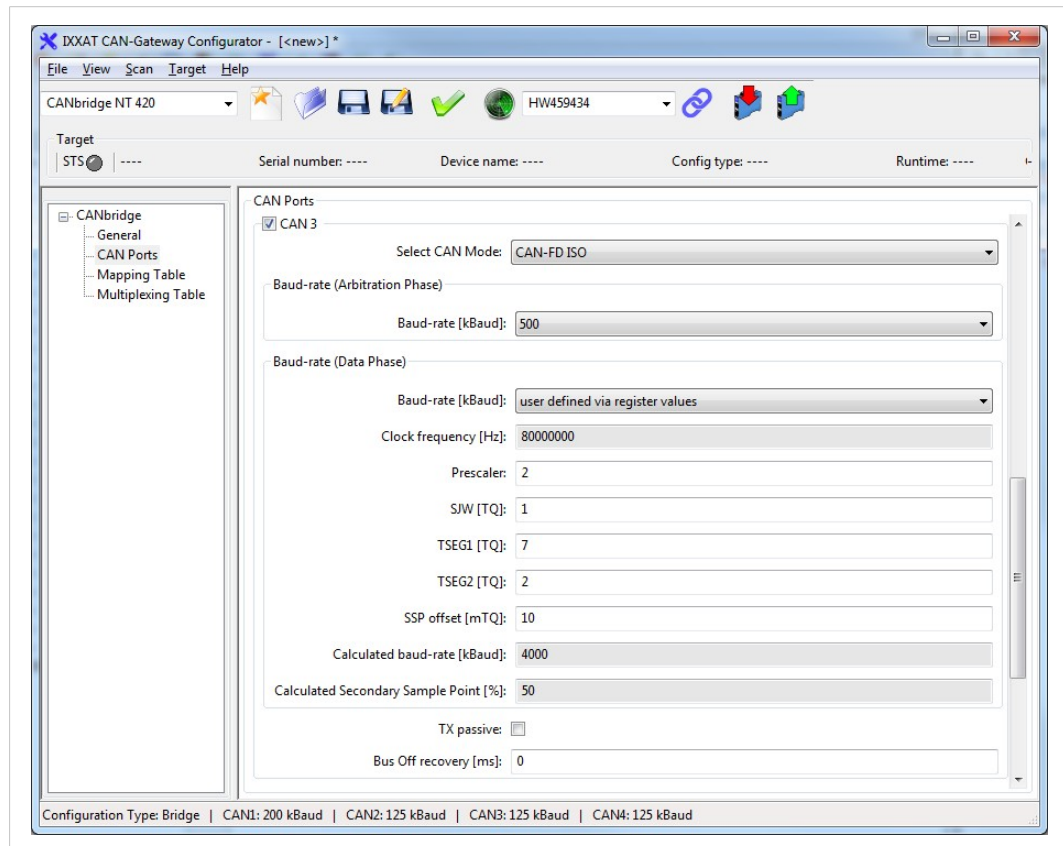 IXXAT CAN-Gateway Configurator - [<new>] *
File View Scan Target Help
CANbridge NT 420
HW459434
Target
STS ---- Serial number: ---- Device name: ---- Config type: ---- Runtime: ----
CANbridge
General
CAN Ports
Mapping Table
Multiplexing Table
CAN Ports
CAN 3
Select CAN Mode: CAN-FD ISO
Baud-rate (Arbitration Phase)
Baud-rate [kBaud]: 500
Baud-rate (Data Phase)
Baud-rate [kBaud]: user defined via register values
Clock frequency [Hz]: 80000000
Prescaler: 2
SJW [TQ]: 1
TSEG1 [TQ]: 7
TSEG2 [TQ]: 2
SSP offset [mTQ]: 10
Calculated baud-rate [kBaud]: 4000
Calculated Secondary Sample Point [%]: 50
TX passive:
Bus Off recovery [ms]: 0
Configuration Type: Bridge | CAN1: 200 kBaud | CAN2: 125 kBaud | CAN3: 125 kBaud | CAN4: 125 kBaud